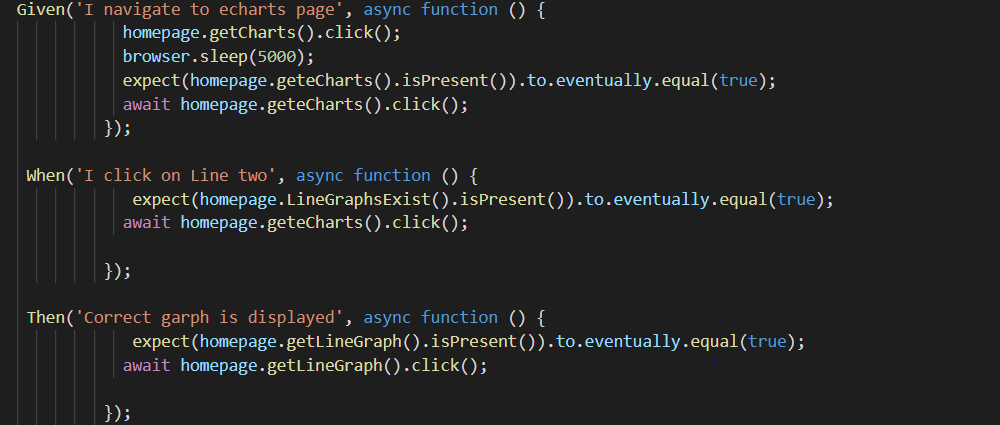 Given('I navigate to echarts page', async function () {
homepage.getCharts().click();
browser.sleep(5000);
expect(homepage.geteCharts().isPresent()).to.eventually.equal(true);
await homepage.geteCharts().click();
});
When('I click on Line two', async function () {
expect(homepage.LineGraphsExist().isPresent()).to.eventually.equal(true);
await homepage.geteCharts().click();
});
Then('Correct garph is displayed', async function () {
expect(homepage.getLineGraph().isPresent()).to.eventually.equal(true);
await homepage.getLineGraph().click();
});